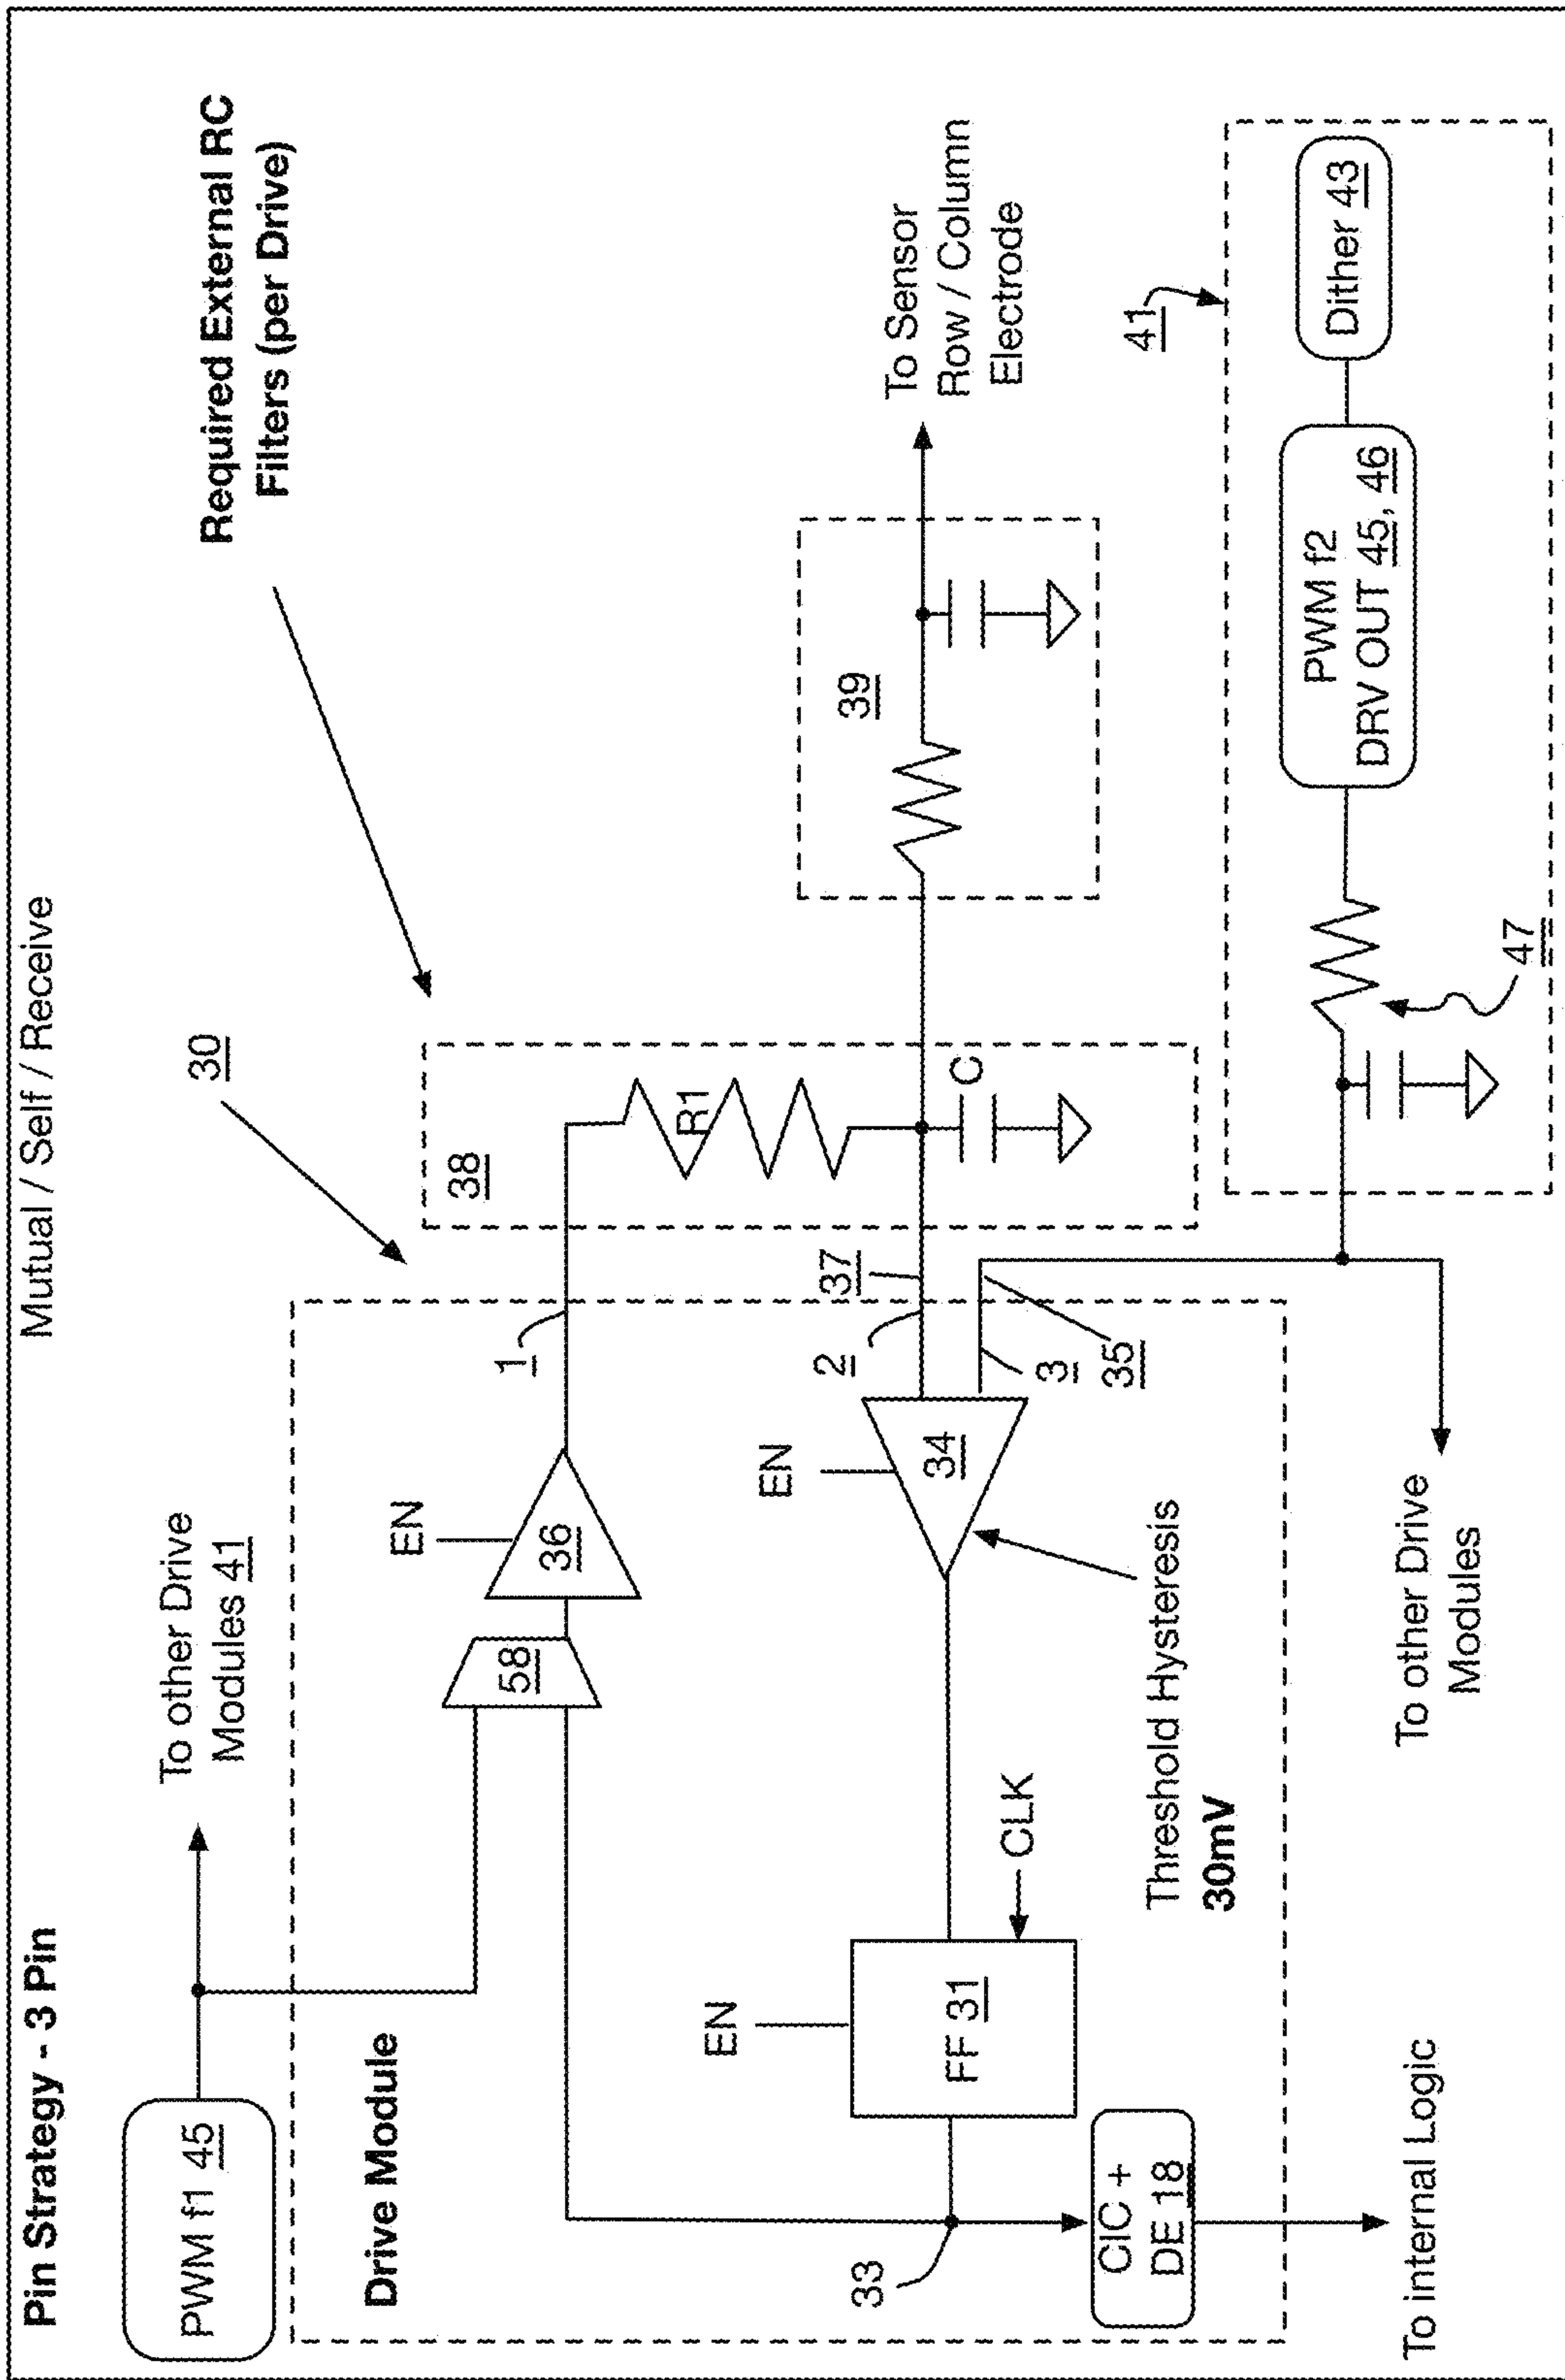 Pin Strategy - 3 Pin
Mutual / Self / Receive
PWM f1 45
To other Drive
Modules 41
30
Required External RC
Filters (per Drive)
Drive Module
EN
36
58
1
38
R1
C
37
2
3
35
EN
34
39
To Sensor
Row / Column
Electrode
EN
FF 31
CLK
33
CIC +
DE 18
Threshold Hysteresis
30mV
To internal Logic
To other Drive
Modules
41
47
PWM f2
DRV OUT 45, 46
Dither 43